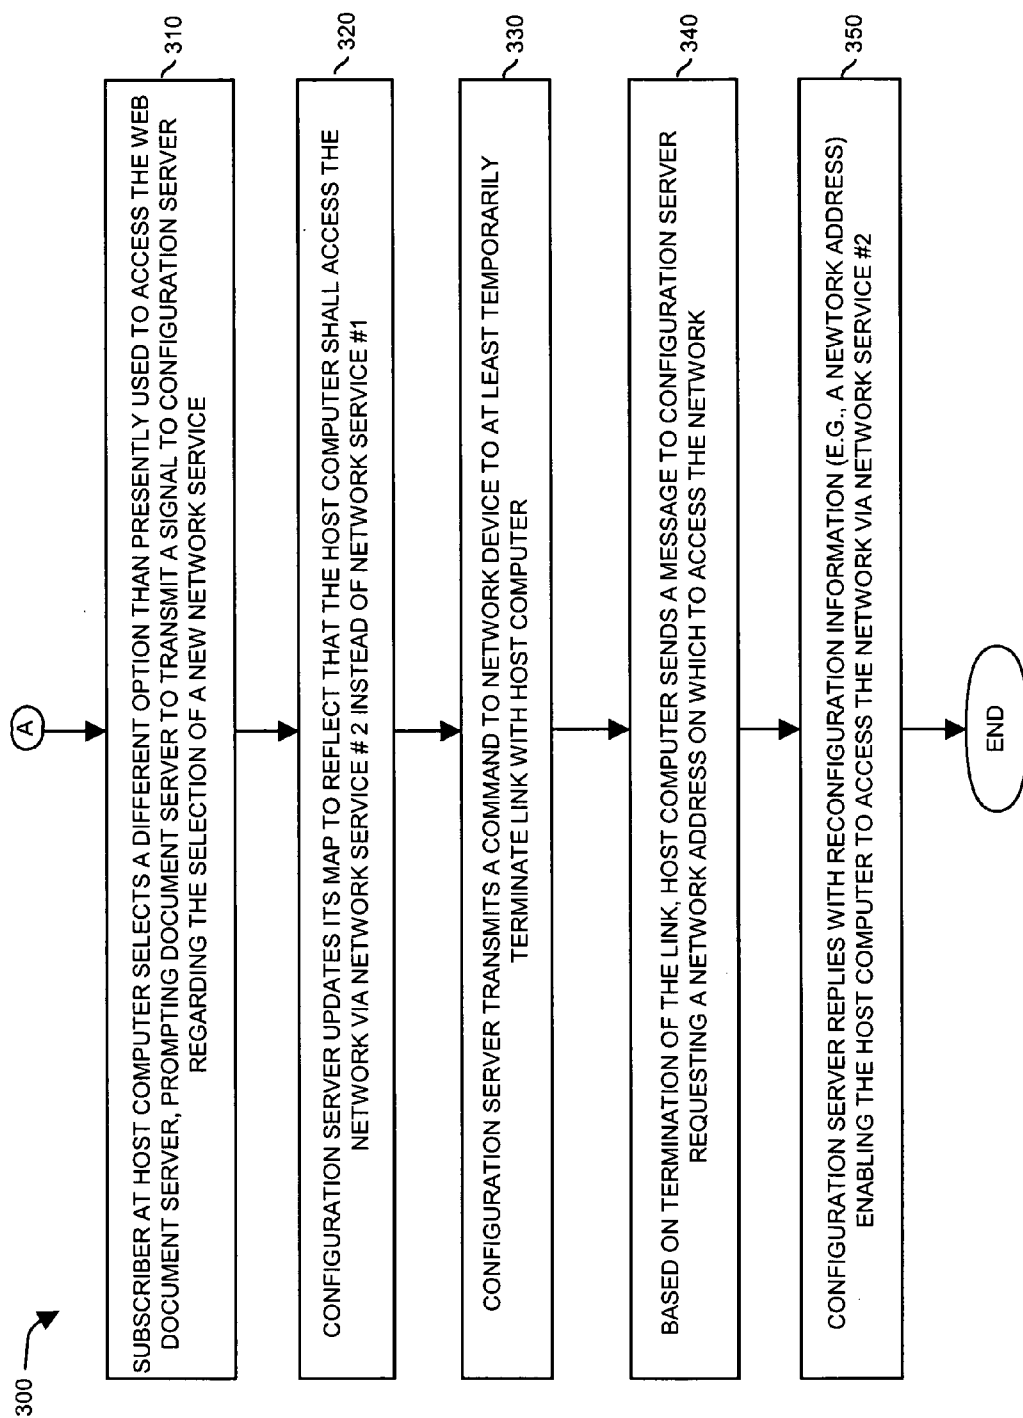 300
A
SUBSCRIBER AT HOST COMPUTER SELECTS A DIFFERENT OPTION THAN PRESENTLY USED TO ACCESS THE WEB
DOCUMENT SERVER, PROMPTING DOCUMENT SERVER TO TRANSMIT A SIGNAL TO CONFIGURATION SERVER
REGARDING THE SELECTION OF A NEW NETWORK SERVICE
310
CONFIGURATION SERVER UPDATES ITS MAP TO REFLECT THAT THE HOST COMPUTER SHALL ACCESS THE
NETWORK VIA NETWORK SERVICE # 2 INSTEAD OF NETWORK SERVICE #1
320
CONFIGURATION SERVER TRANSMITS A COMMAND TO NETWORK DEVICE TO AT LEAST TEMPORARILY
TERMINATE LINK WITH HOST COMPUTER
330
BASED ON TERMINATION OF THE LINK, HOST COMPUTER SENDS A MESSAGE TO CONFIGURATION SERVER
REQUESTING A NETWORK ADDRESS ON WHICH TO ACCESS THE NETWORK
340
CONFIGURATION SERVER REPLIES WITH RECONFIGURATION INFORMATION (E.G., A NEWTORK ADDRESS)
ENABLING THE HOST COMPUTER TO ACCESS THE NETWORK VIA NETWORK SERVICE #2
350
END